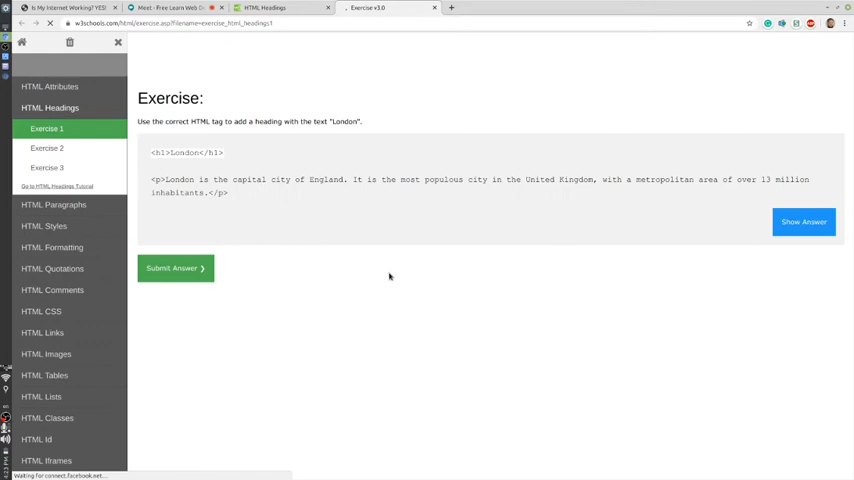 Is My Internet Working? YES!
Meet - Free Learn Web De
HTML Headings
Exercise v3.0
w3schools.com/html/exercise.asp?filename=exercise_html_headings1
HTML Attributes
HTML Headings
Exercise 1
Exercise 2
Exercise 3
Go to HTML Headings Tutorial
HTML Paragraphs
HTML Styles
HTML Formatting
HTML Quotations
HTML Comments
HTML CSS
HTML Links
HTML Images
HTML Tables
HTML Lists
HTML Classes
HTML Id
HTML Iframes
Exercise:
Use the correct HTML tag to add a heading with the text "London".
<h1>London</h1>
<p>London is the capital city of England. It is the most populous city in the United Kingdom, with a metropolitan area of over 13 million
inhabitants.</p>
Show Answer
Submit Answer ❯
Waiting for connect.facebook.net...
4:23 PM